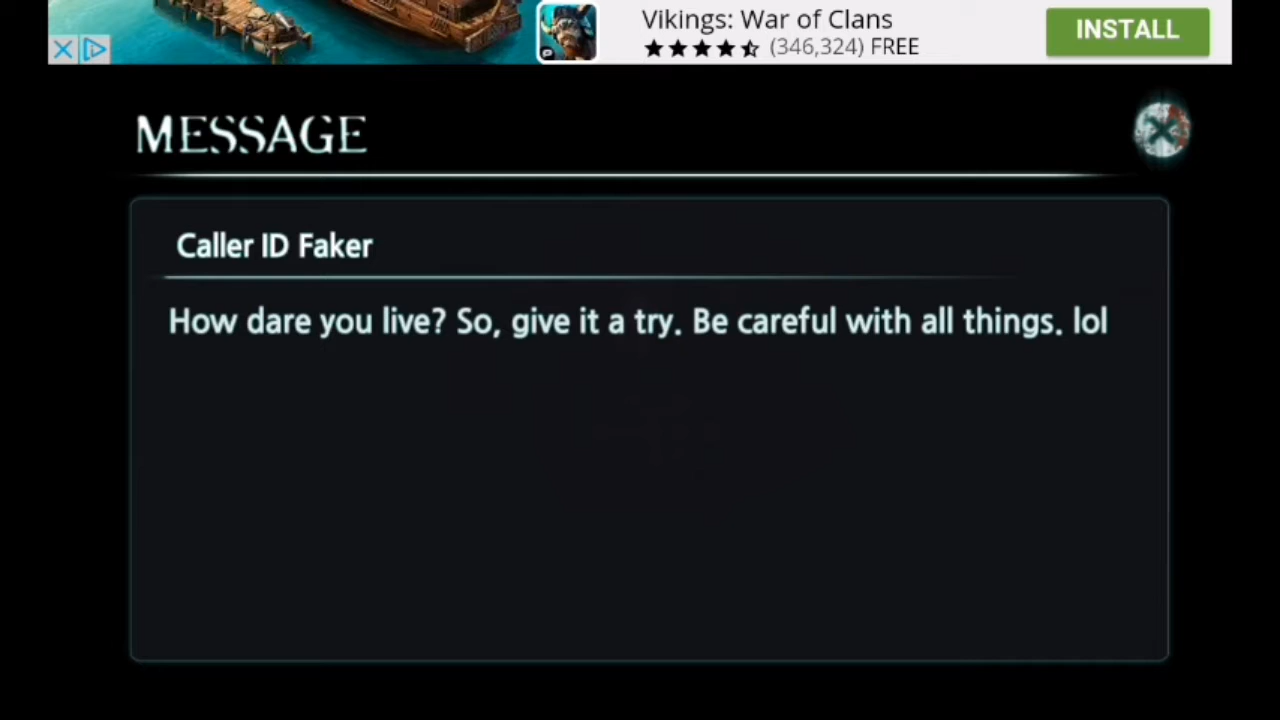 Vikings: War of Clans
(346,324) FREE
INSTALL
MESSAGE
Caller ID Faker
How dare you live? So, give it a try. Be careful with all things. lol